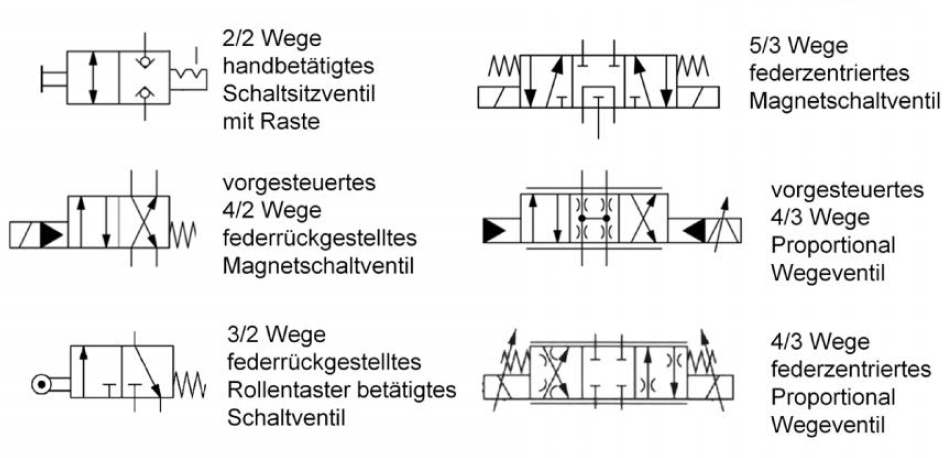 2/2 Wege
handbetätigtes
Schaltsitzventil
mit Raste
5/3 Wege
federzentriertes
Magnetschaltventil
vorgesteuertes
4/2 Wege
federrückgestelltes
Magnetschaltventil
vorgesteuertes
4/3 Wege
Proportional
Wegeventil
3/2 Wege
federrückgestelltes
Rollentaster betätigtes
Schaltventil
4/3 Wege
federzentriertes
Proportional
Wegeventil